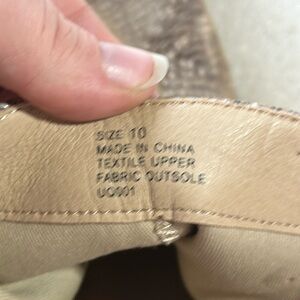 SIZE 10
MADE IN CHINA
TEXTILE UPPER
FABRIC OUTSOLE
UO901